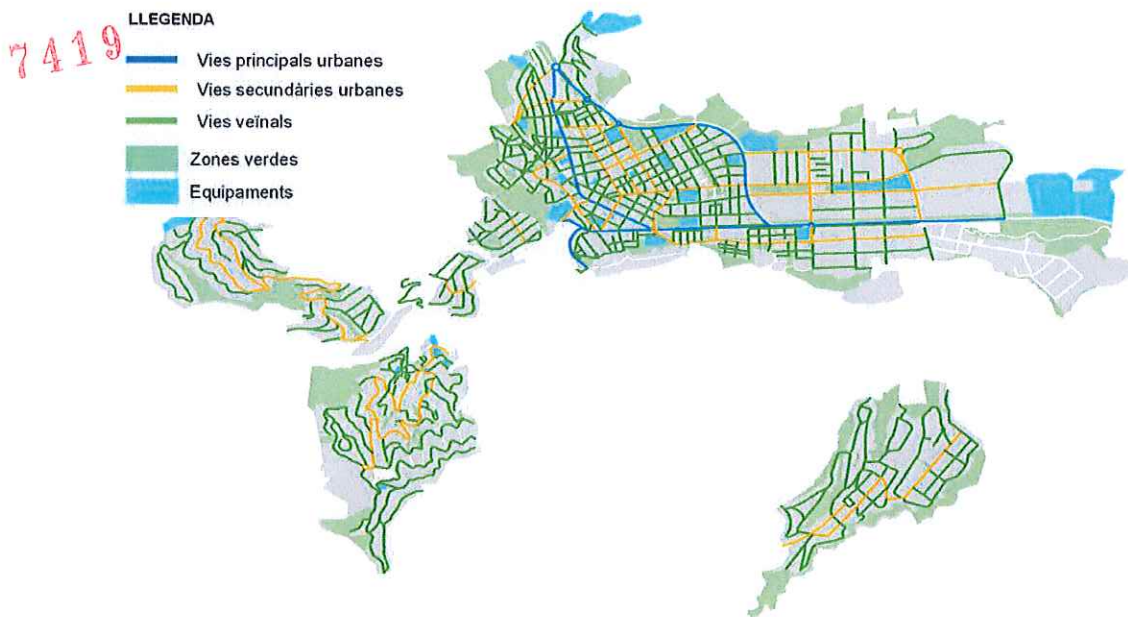 LLEGENDA
7419
Vies principals urbanes
Vies secundàries urbanes
Vies veïnals
Zones verdes
Equipaments